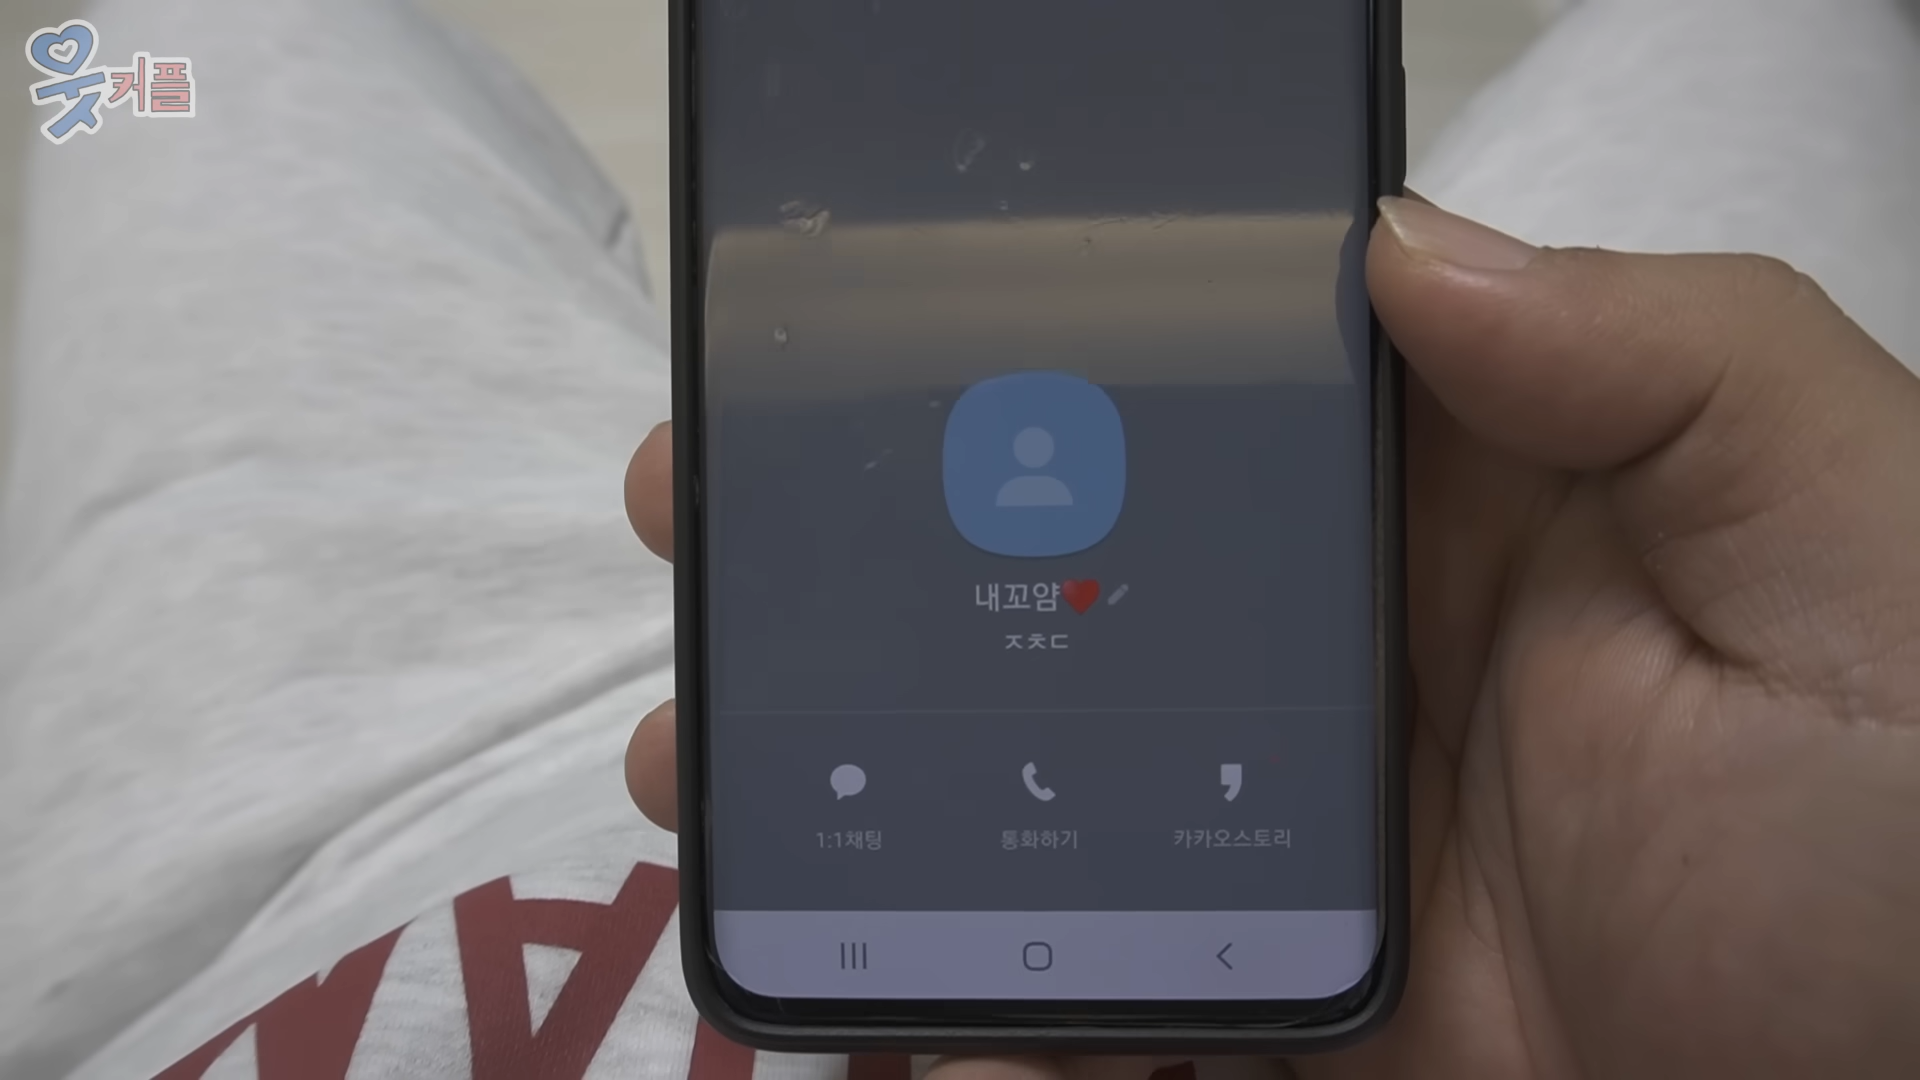 웃커플
내꼬얌❤️
ㅈㅊㄷ
1:1채팅
통화하기
카카오스토리